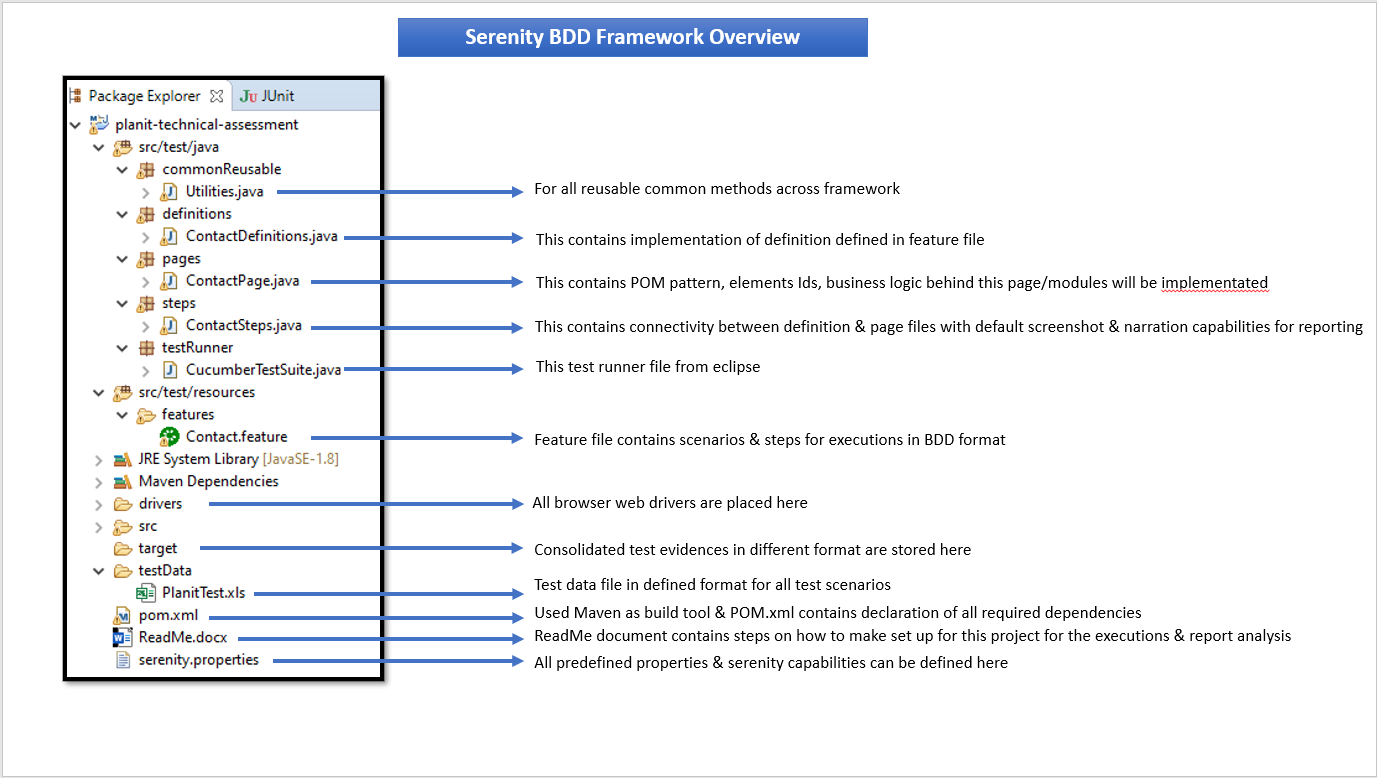 Serenity BDD Framework Overview
Package Explorer JU JUnit
planit-technical-assessment
src/test/java
commonReusable
Utilities.java
For all reusable common methods across framework
definitions
ContactDefinitions.java
This contains implementation of definition defined in feature file
pages
ContactPage.java
This contains POM pattern, elements Ids, business logic behind this page/modules will be implementated
steps
ContactSteps.java
This contains connectivity between definition & page files with default screenshot & narration capabilities for reporting
testRunner
CucumberTestSuite.java
This test runner file from eclipse
src/test/resources
features
Contact.feature
Feature file contains scenarios & steps for executions in BDD format
JRE System Library [JavaSE-1.8]
Maven Dependencies
drivers
All browser web drivers are placed here
src
target
Consolidated test evidences in different format are stored here
testData
PlanitTest.xls
Test data file in defined format for all test scenarios
pom.xml
Used Maven as build tool & POM.xml contains declaration of all required dependencies
ReadMe.docx
ReadMe document contains steps on how to make set up for this project for the executions & report analysis
serenity.properties
All predefined properties & serenity capabilities can be defined here